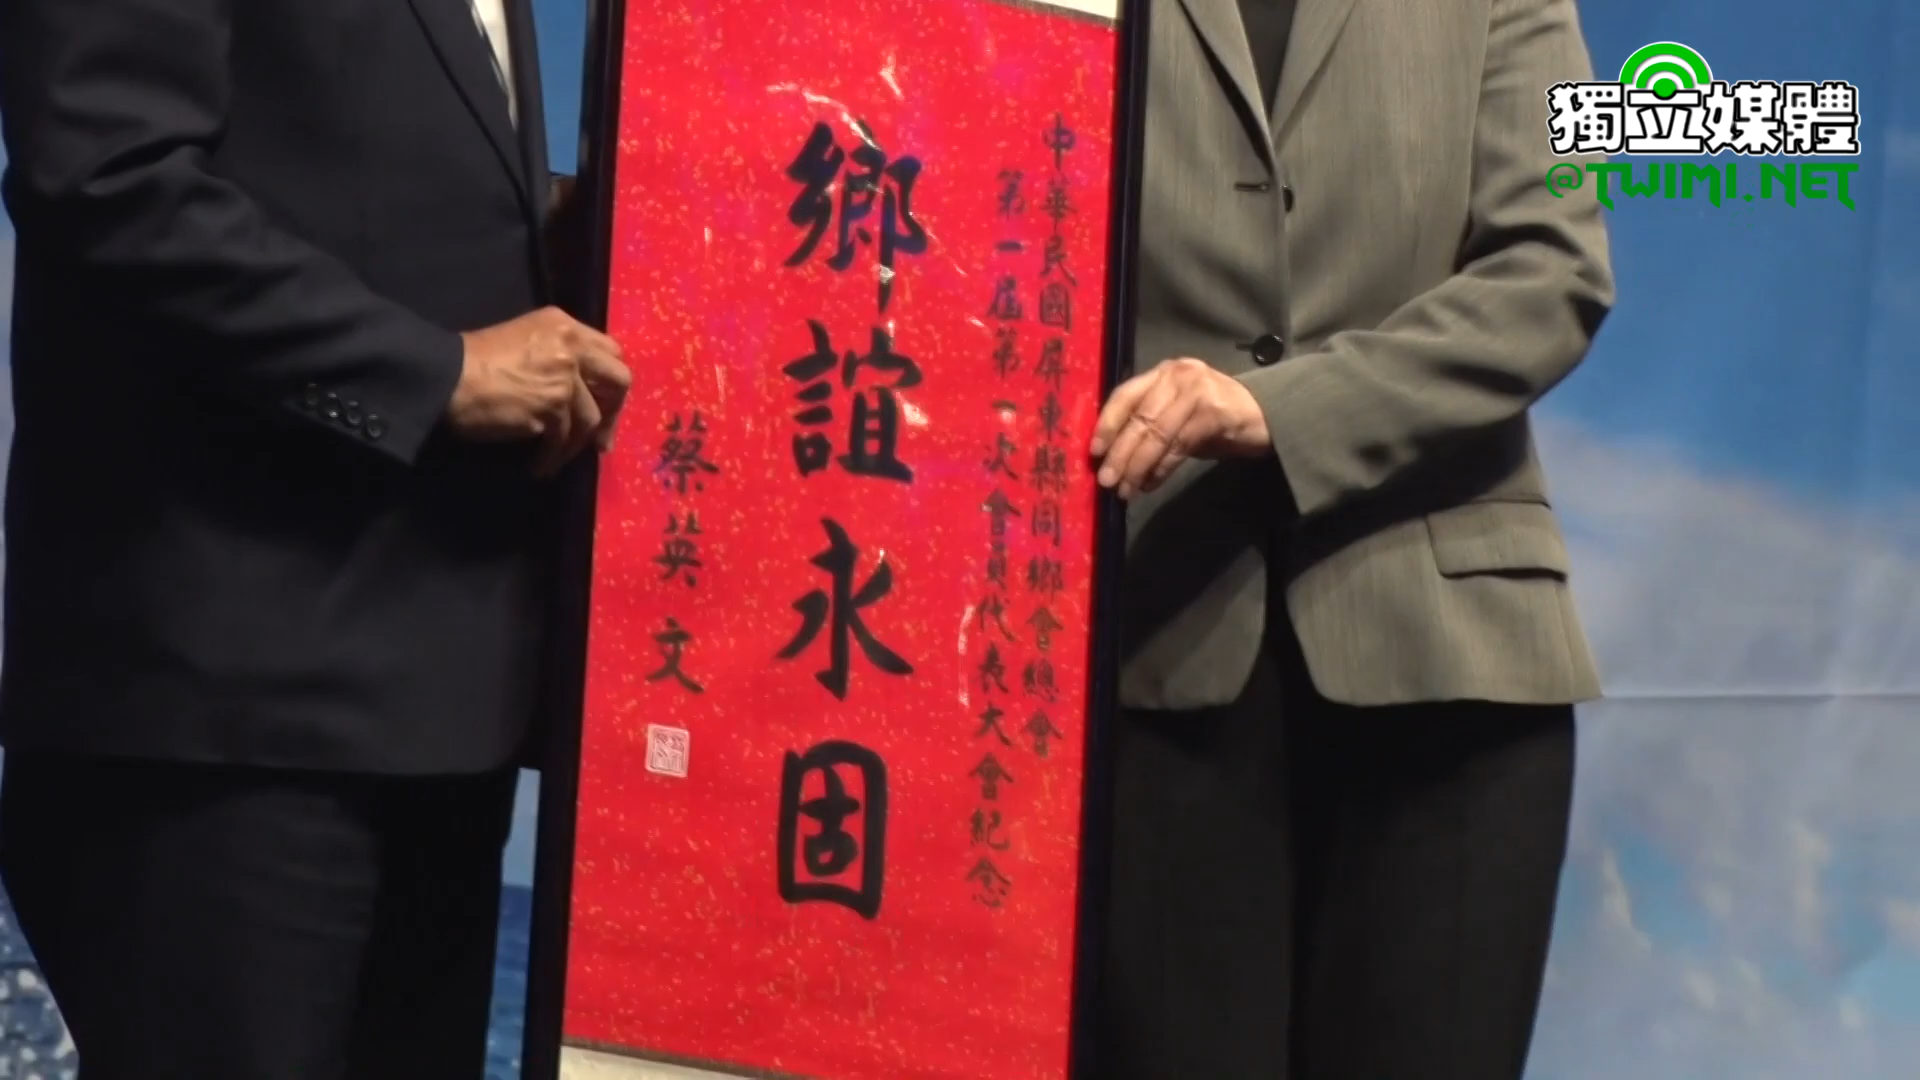 中華民國屏東縣同鄉會總會
第一屆第一次會員代表大會紀念
鄉誼永固
蔡英文
獨立媒體
@TWIMI.NET